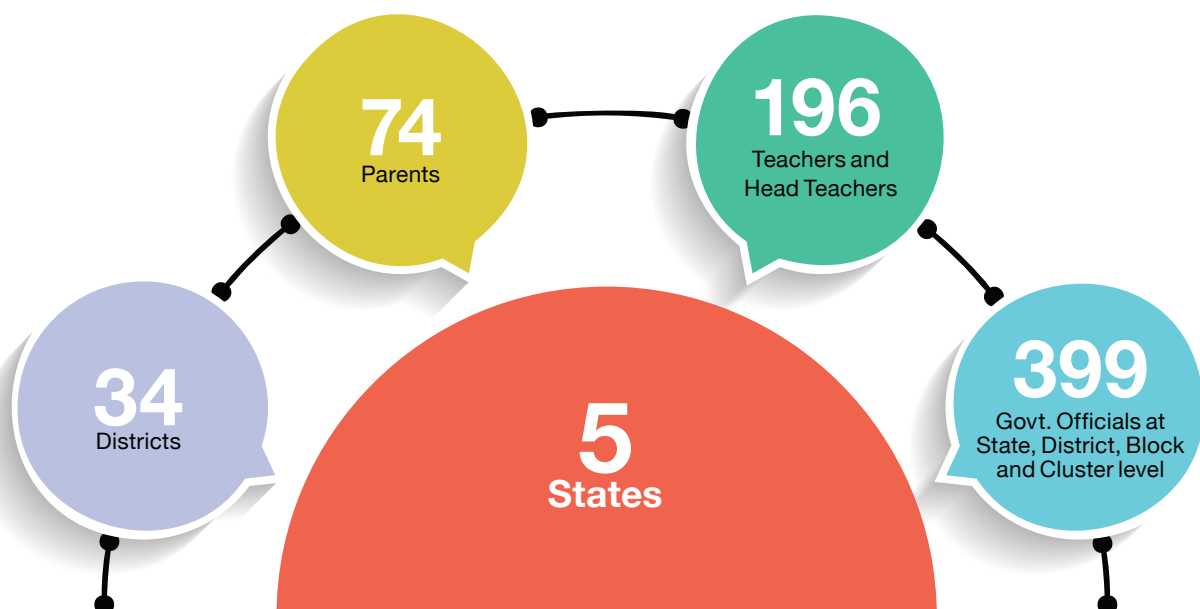 74
Parents
196
Teachers and
Head Teachers
34
Districts
5
States
399
Govt. Officials at
State, District, Block
and Cluster level